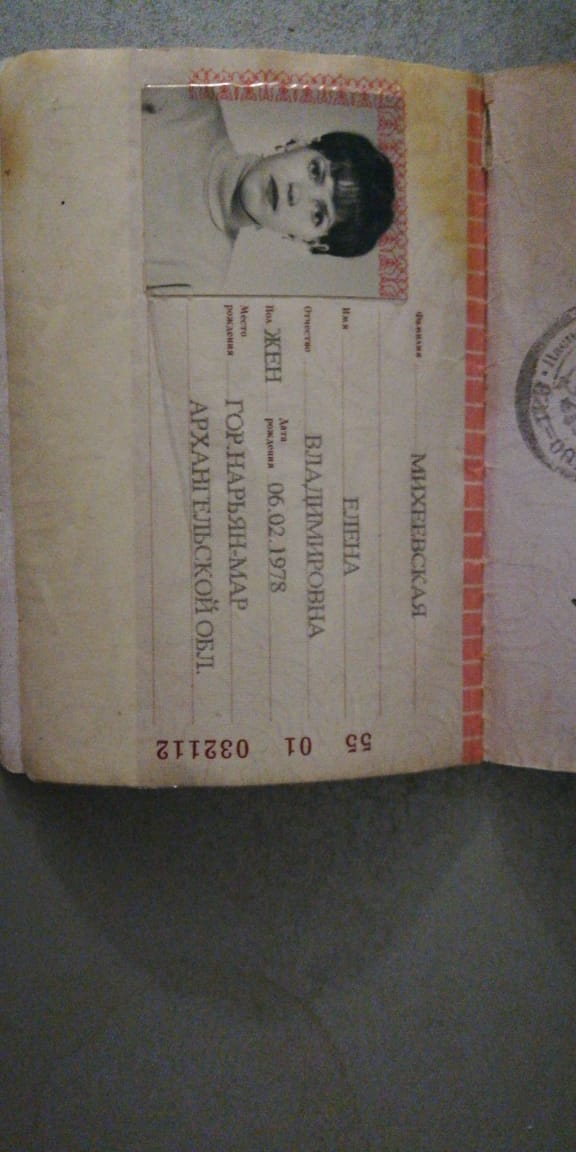 Фамилия МИХЕЕВСКАЯ
Имя ЕЛЕНА
Отчество ВЛАДИМИРОВНА
Пол ЖЕН Дата рождения 06.02.1978
Место рождения ГОР.НАРЬЯН-МАР
АРХАНГЕЛЬСКОЙ ОБЛ.
55 01 032112